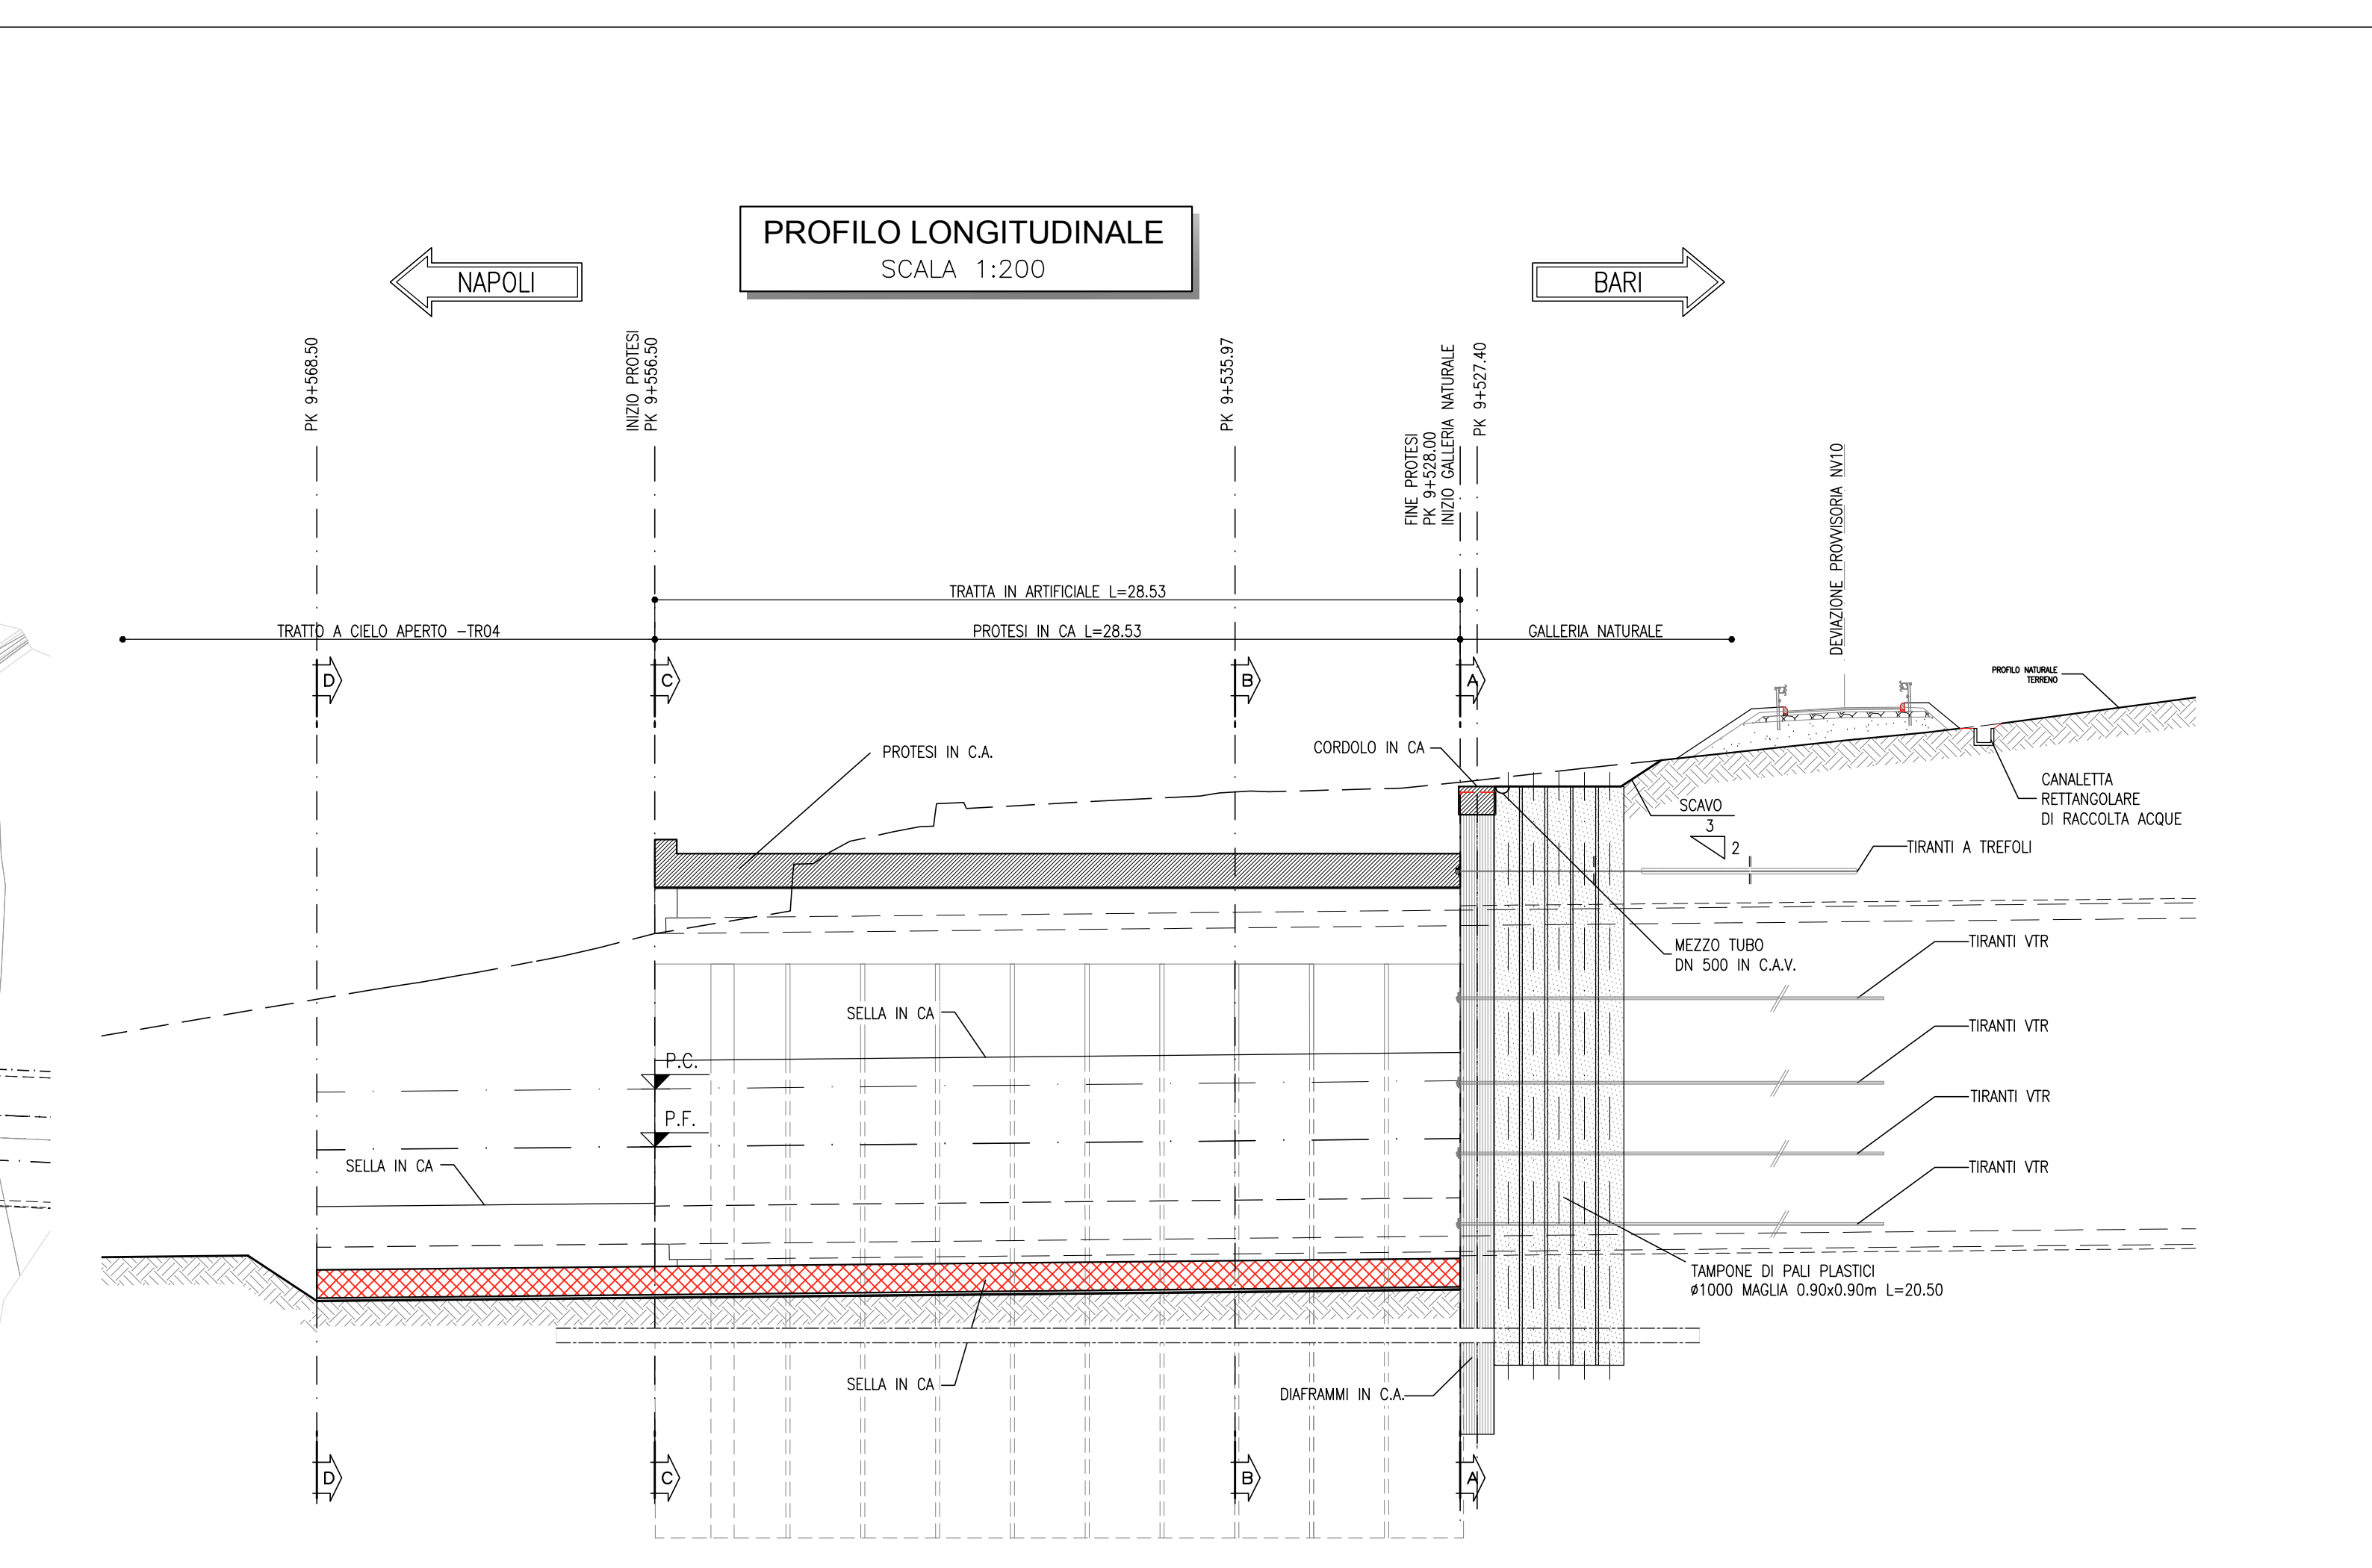 PROFILO LONGITUDINALE
SCALA 1:200
NAPOLI
BARI
PK 9+568.50
INIZIO PROTESI
PK 9+556.50
PK 9+535.97
FINE PROTESI
PK 9+528.00
INIZIO GALLERIA NATURALE
PK 9+527.40
DEVIAZIONE PROVVISORIA NV10
TRATTA IN ARTIFICIALE L=28.53
TRATTO A CIELO APERTO -TR04
PROTESI IN CA L=28.53
GALLERIA NATURALE
D
C
B
A
PROFILO NATURALE
TERRENO
PROTESI IN C.A.
CORDOLO IN CA
CANALETTA
RETTANGOLARE
DI RACCOLTA ACQUE
SCAVO
3
2
TIRANTI A TREFOLI
MEZZO TUBO
DN 500 IN C.A.V.
TIRANTI VTR
SELLA IN CA
TIRANTI VTR
P.C.
TIRANTI VTR
P.F.
SELLA IN CA
TIRANTI VTR
TAMPONE DI PALI PLASTICI
ø1000 MAGLIA 0.90x0.90m L=20.50
SELLA IN CA
DIAFRAMMI IN C.A.
D
C
B
A